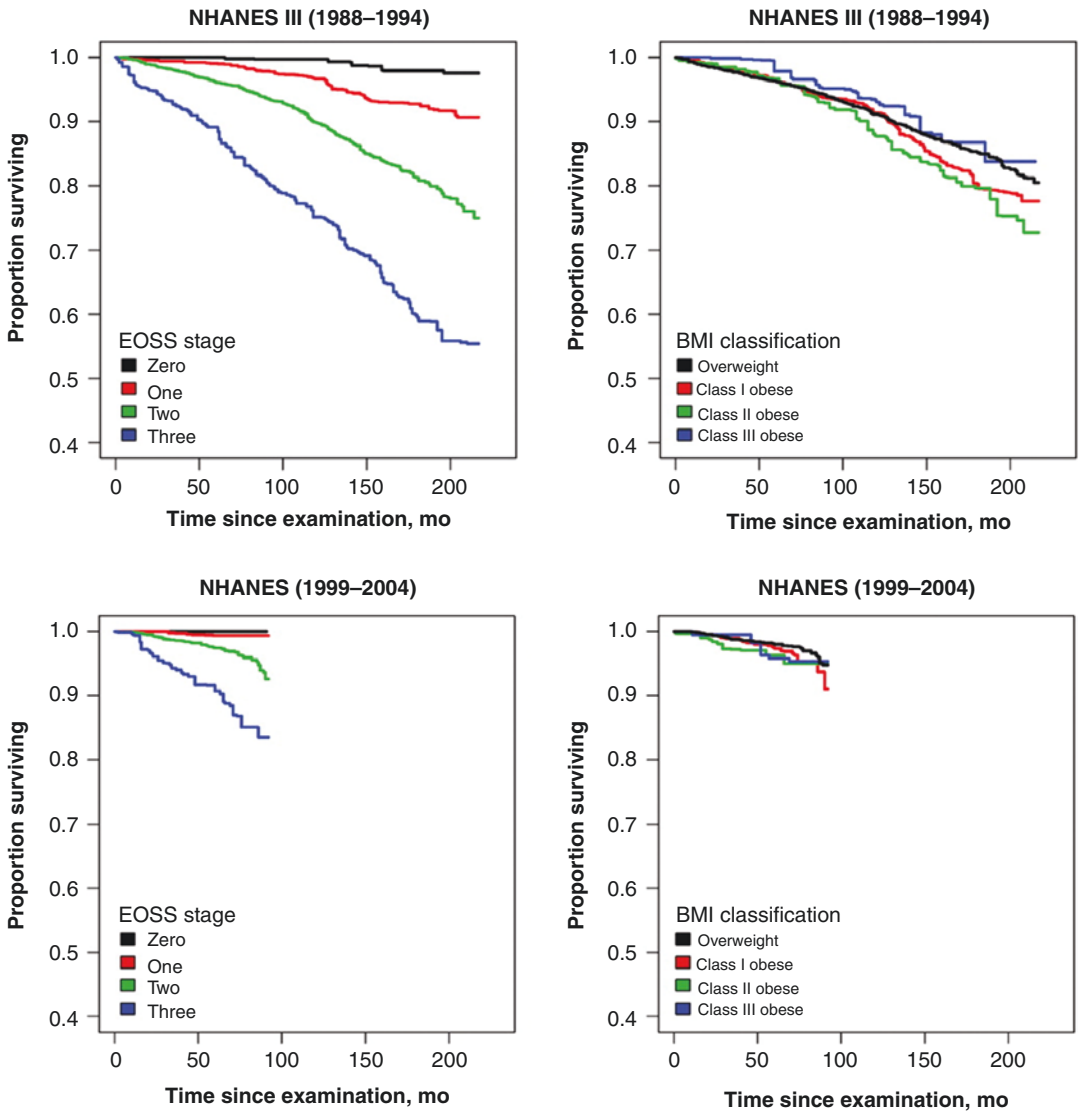 NHANES III (1988–1994)
1.0
0.9
0.8
0.7
0.6
0.5
0.4
Proportion surviving
EOSS stage
Zero
One
Two
Three
0 50 100 150 200
Time since examination, mo
NHANES III (1988–1994)
1.0
0.9
0.8
0.7
0.6
0.5
0.4
Proportion surviving
BMI classification
Overweight
Class I obese
Class II obese
Class III obese
0 50 100 150 200
Time since examination, mo
NHANES (1999–2004)
1.0
0.9
0.8
0.7
0.6
0.5
0.4
Proportion surviving
EOSS stage
Zero
One
Two
Three
0 50 100 150 200
Time since examination, mo
NHANES (1999–2004)
1.0
0.9
0.8
0.7
0.6
0.5
0.4
Proportion surviving
BMI classification
Overweight
Class I obese
Class II obese
Class III obese
0 50 100 150 200
Time since examination, mo